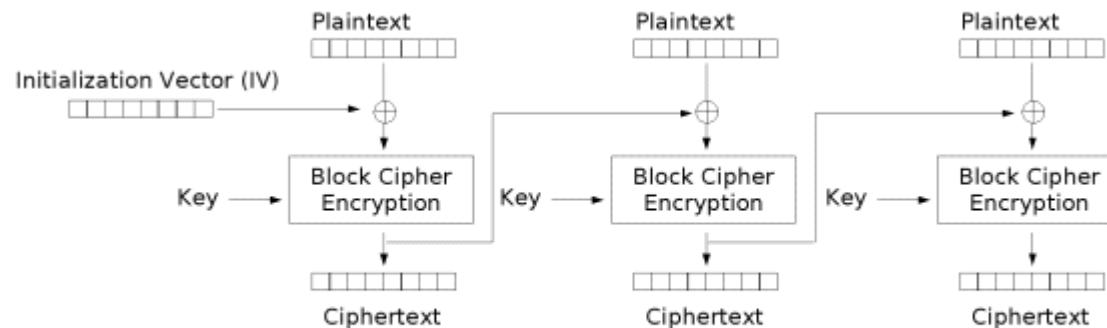 Plaintext Plaintext Plaintext
Initialization Vector (IV)
Block Cipher Block Cipher Block Cipher
Key Key Key
Encryption Encryption Encryption
Ciphertext Ciphertext Ciphertext